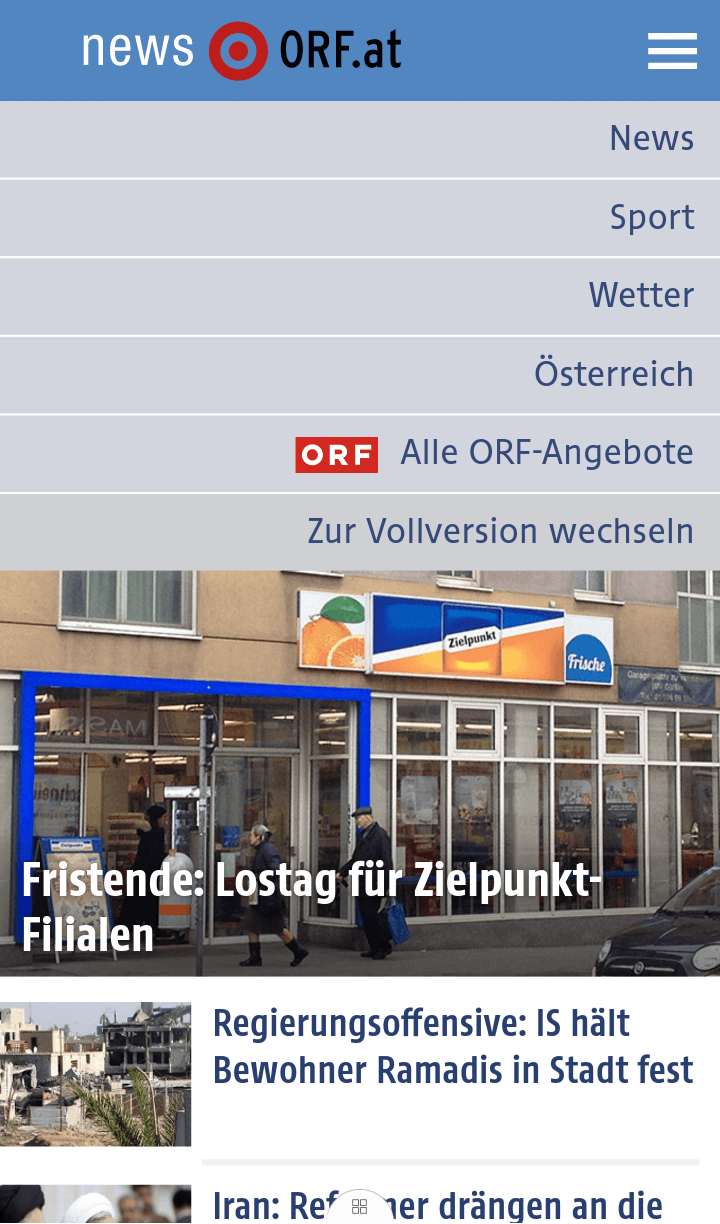 news ORF.at
News
Sport
Wetter
Österreich
ORF Alle ORF-Angebote
Zur Vollversion wechseln
Zielpunkt
Frische
Fristende: Lostag für Zielpunkt-
Filialen
Regierungsoffensive: IS hält
Bewohner Ramadis in Stadt fest
drängen an die